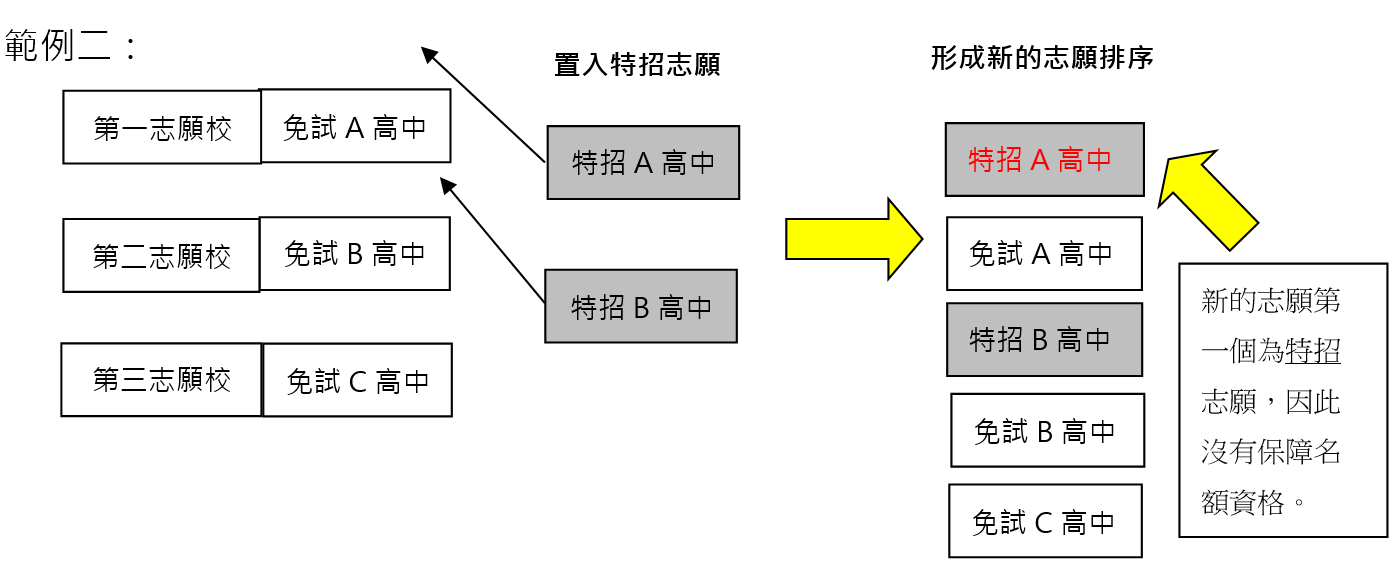 範例二：
第一志願校
免試 A 高中
第二志願校
免試 B 高中
第三志願校
免試 C 高中
置入特招志願
特招 A 高中
特招 B 高中
形成新的志願排序
特招 A 高中
免試 A 高中
特招 B 高中
免試 B 高中
免試 C 高中
新的志願第
一個為特招
志願，因此
沒有保障名
額資格。